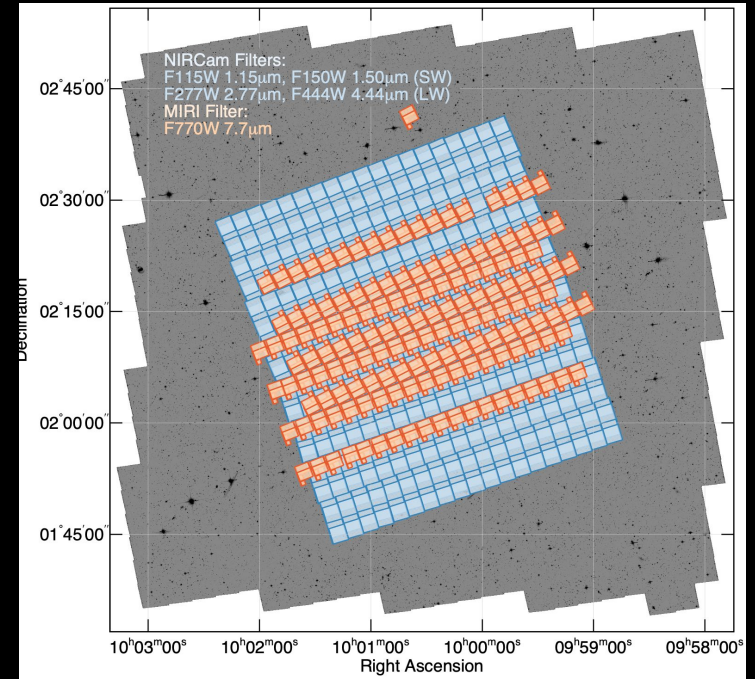 NIRCam Filters:
F115W 1.15μm, F150W 1.50μm (SW)
F277W 2.77μm, F444W 4.44μm (LW)
MIRI Filter:
F770W 7.7μm
02°45′00″
02°30′00″
02°15′00″
02°00′00″
01°45′00″
Declination
10ʰ03ᵐ00ˢ 10ʰ02ᵐ00ˢ 10ʰ01ᵐ00ˢ 10ʰ00ᵐ00ˢ 09ʰ59ᵐ00ˢ 09ʰ58ᵐ00ˢ
Right Ascension